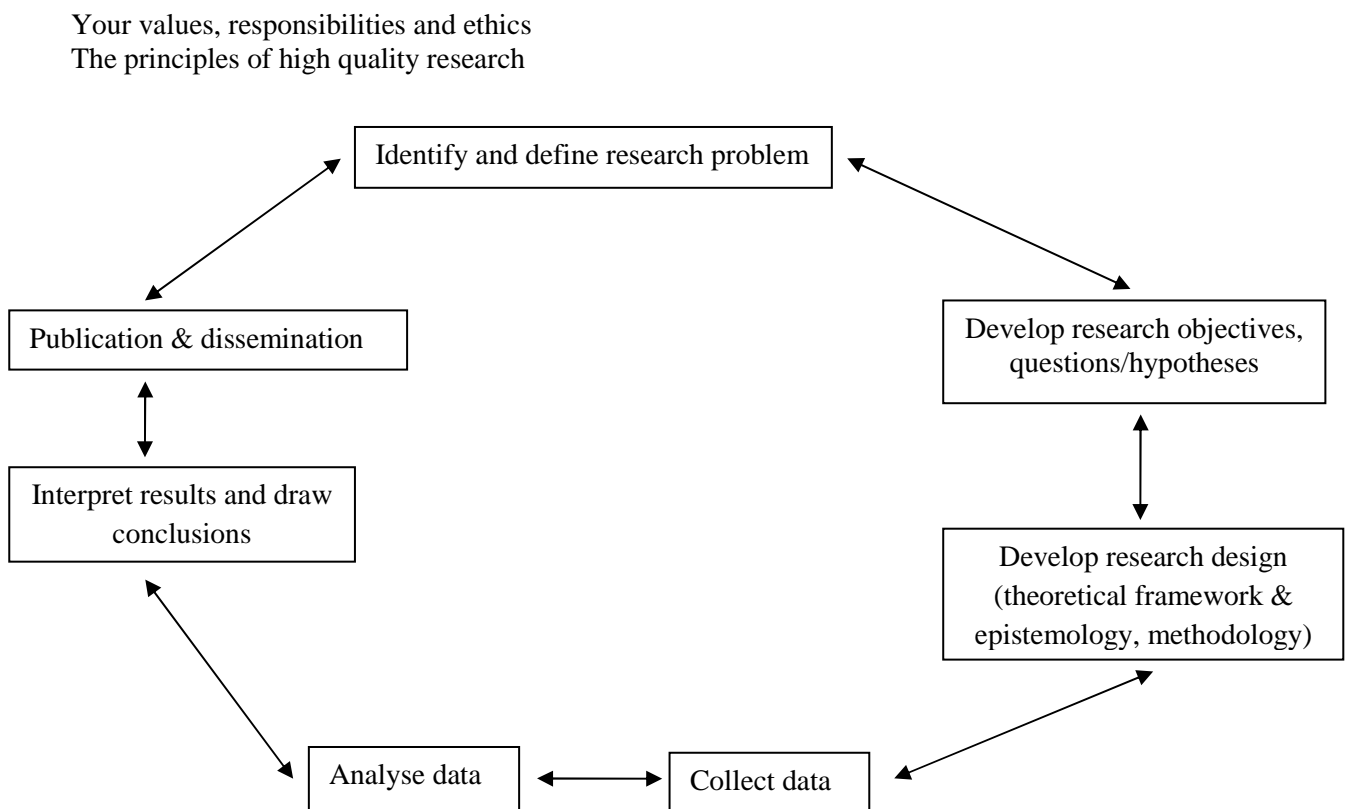 Your values, responsibilities and ethics
The principles of high quality research
Identify and define research problem
Publication & dissemination
Develop research objectives,
questions/hypotheses
Interpret results and draw
conclusions
Develop research design
(theoretical framework &
epistemology, methodology)
Analyse data
Collect data